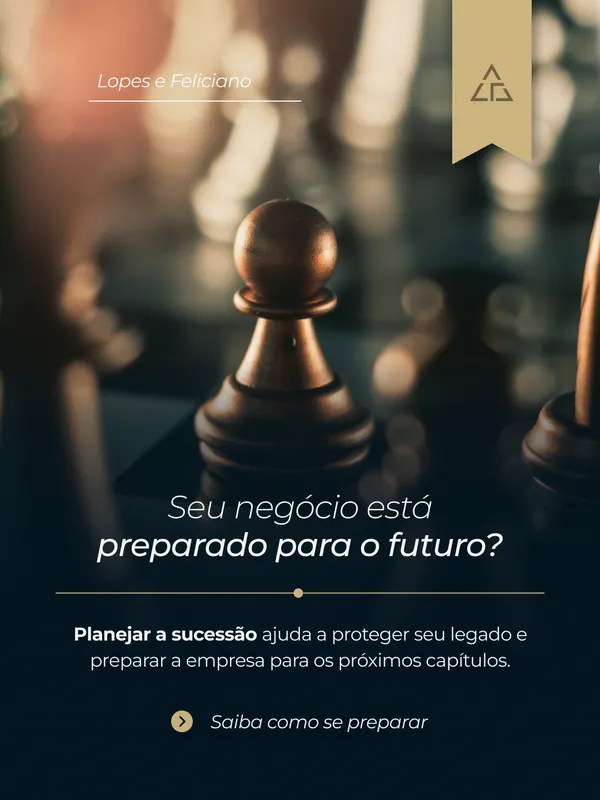 Lopes e Feliciano
Seu negócio está
preparado para o futuro?
Planejar a sucessão ajuda a proteger seu legado e
preparar a empresa para os próximos capítulos.
Saiba como se preparar